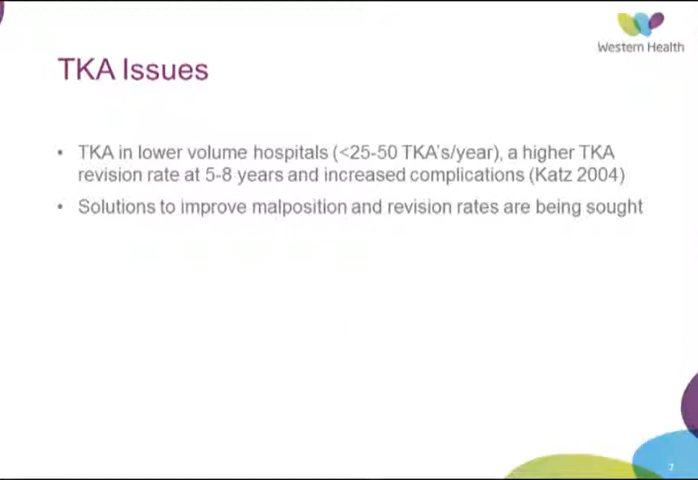 Western Health
TKA Issues
• TKA in lower volume hospitals (<25-50 TKA's/year), a higher TKA
revision rate at 5-8 years and increased complications (Katz 2004)
• Solutions to improve malposition and revision rates are being sought
7